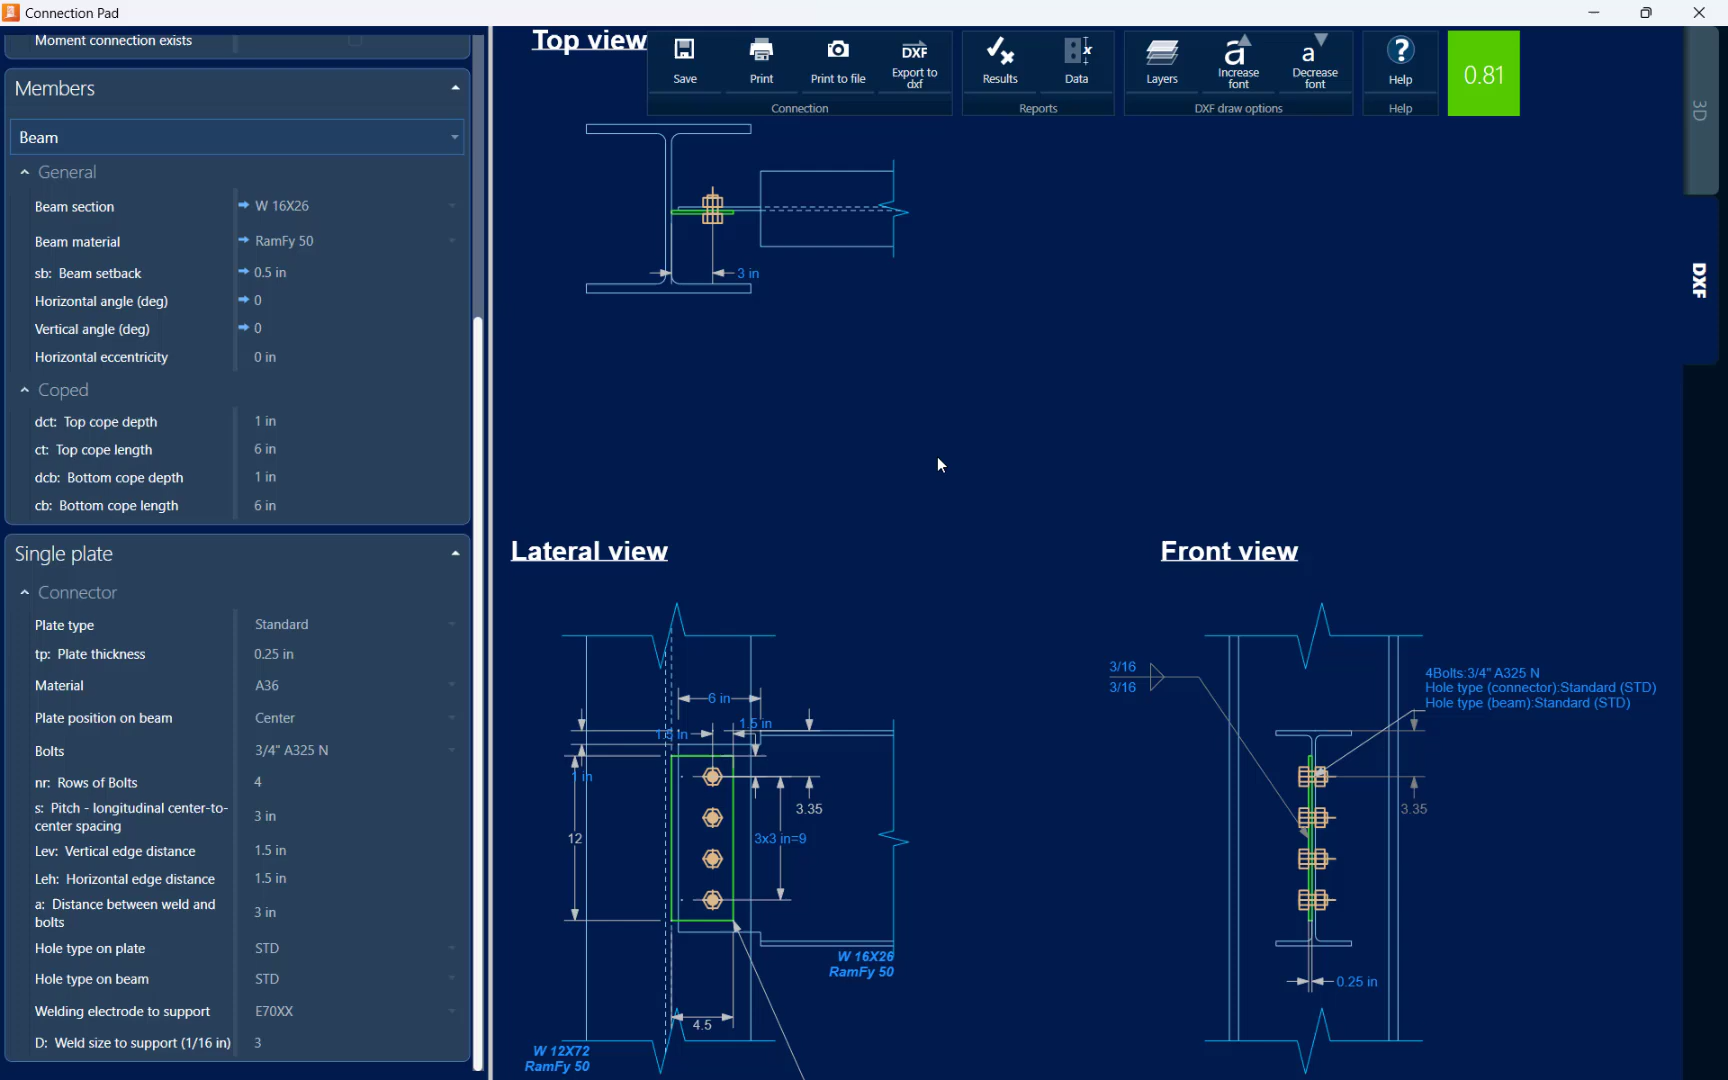 Connection Pad
Moment connection exists
Members
Beam
General
Beam section W 16X26
Beam material RamFy 50
sb: Beam setback 0.5 in
Horizontal angle (deg) 0
Vertical angle (deg) 0
Horizontal eccentricity 0 in
Coped
dct: Top cope depth 1 in
ct: Top cope length 6 in
dcb: Bottom cope depth 1 in
cb: Bottom cope length 6 in
Single plate
Connector
Plate type Standard
tp: Plate thickness 0.25 in
Material A36
Plate position on beam Center
Bolts 3/4" A325 N
nr: Rows of Bolts 4
s: Pitch - longitudinal center-to-
center spacing 3 in
Lev: Vertical edge distance 1.5 in
Leh: Horizontal edge distance 1.5 in
a: Distance between weld and
bolts 3 in
Hole type on plate STD
Hole type on beam STD
Welding electrode to support E70XX
D: Weld size to support (1/16 in) 3
Top view
Save
Print
Print to file
DXF
Export to
dxf
Connection
Results
Data
Reports
Layers
a
Increase
font
a
Decrease
font
DXF draw options
Help
Help
0.81
3D
DXF
3 in
Lateral view
6 in
1.5 in
1.5 in
1 in
3.35
12
3x3 in=9
W 16X26
RamFy 50
4.5
W 12X72
RamFy 50
Front view
3/16
3/16
4Bolts:3/4" A325 N
Hole type (connector):Standard (STD)
Hole type (beam):Standard (STD)
3.35
0.25 in